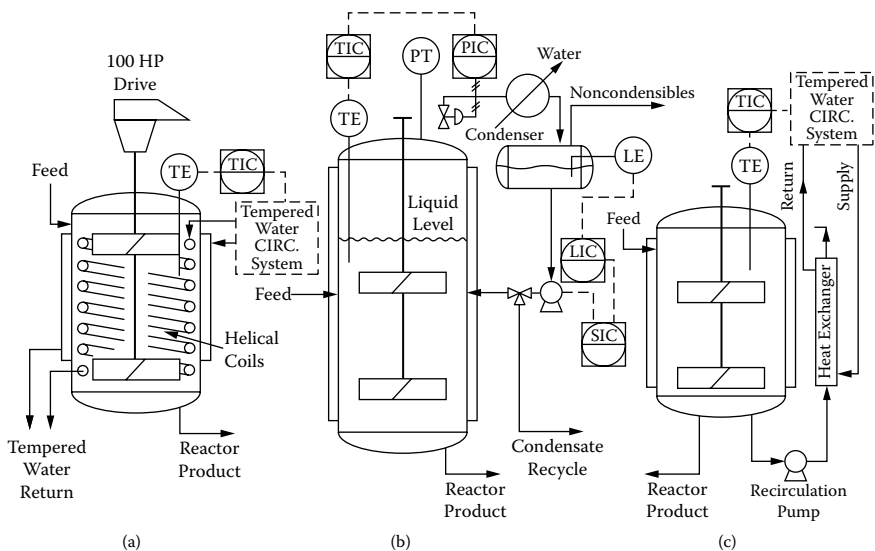 100 HP
Drive
Feed
TE
TIC
Tempered
Water
CIRC.
System
Helical
Coils
Tempered
Water
Return
Reactor
Product
(a)
TIC
PT
PIC
TE
Water
Condenser
Noncondensibles
LE
Liquid
Level
LIC
Feed
SIC
Condensate
Recycle
Reactor
Product
(b)
TIC
Tempered
Water
CIRC.
System
TE
Return
Supply
Feed
Heat Exchanger
Reactor
Product
Recirculation
Pump
(c)